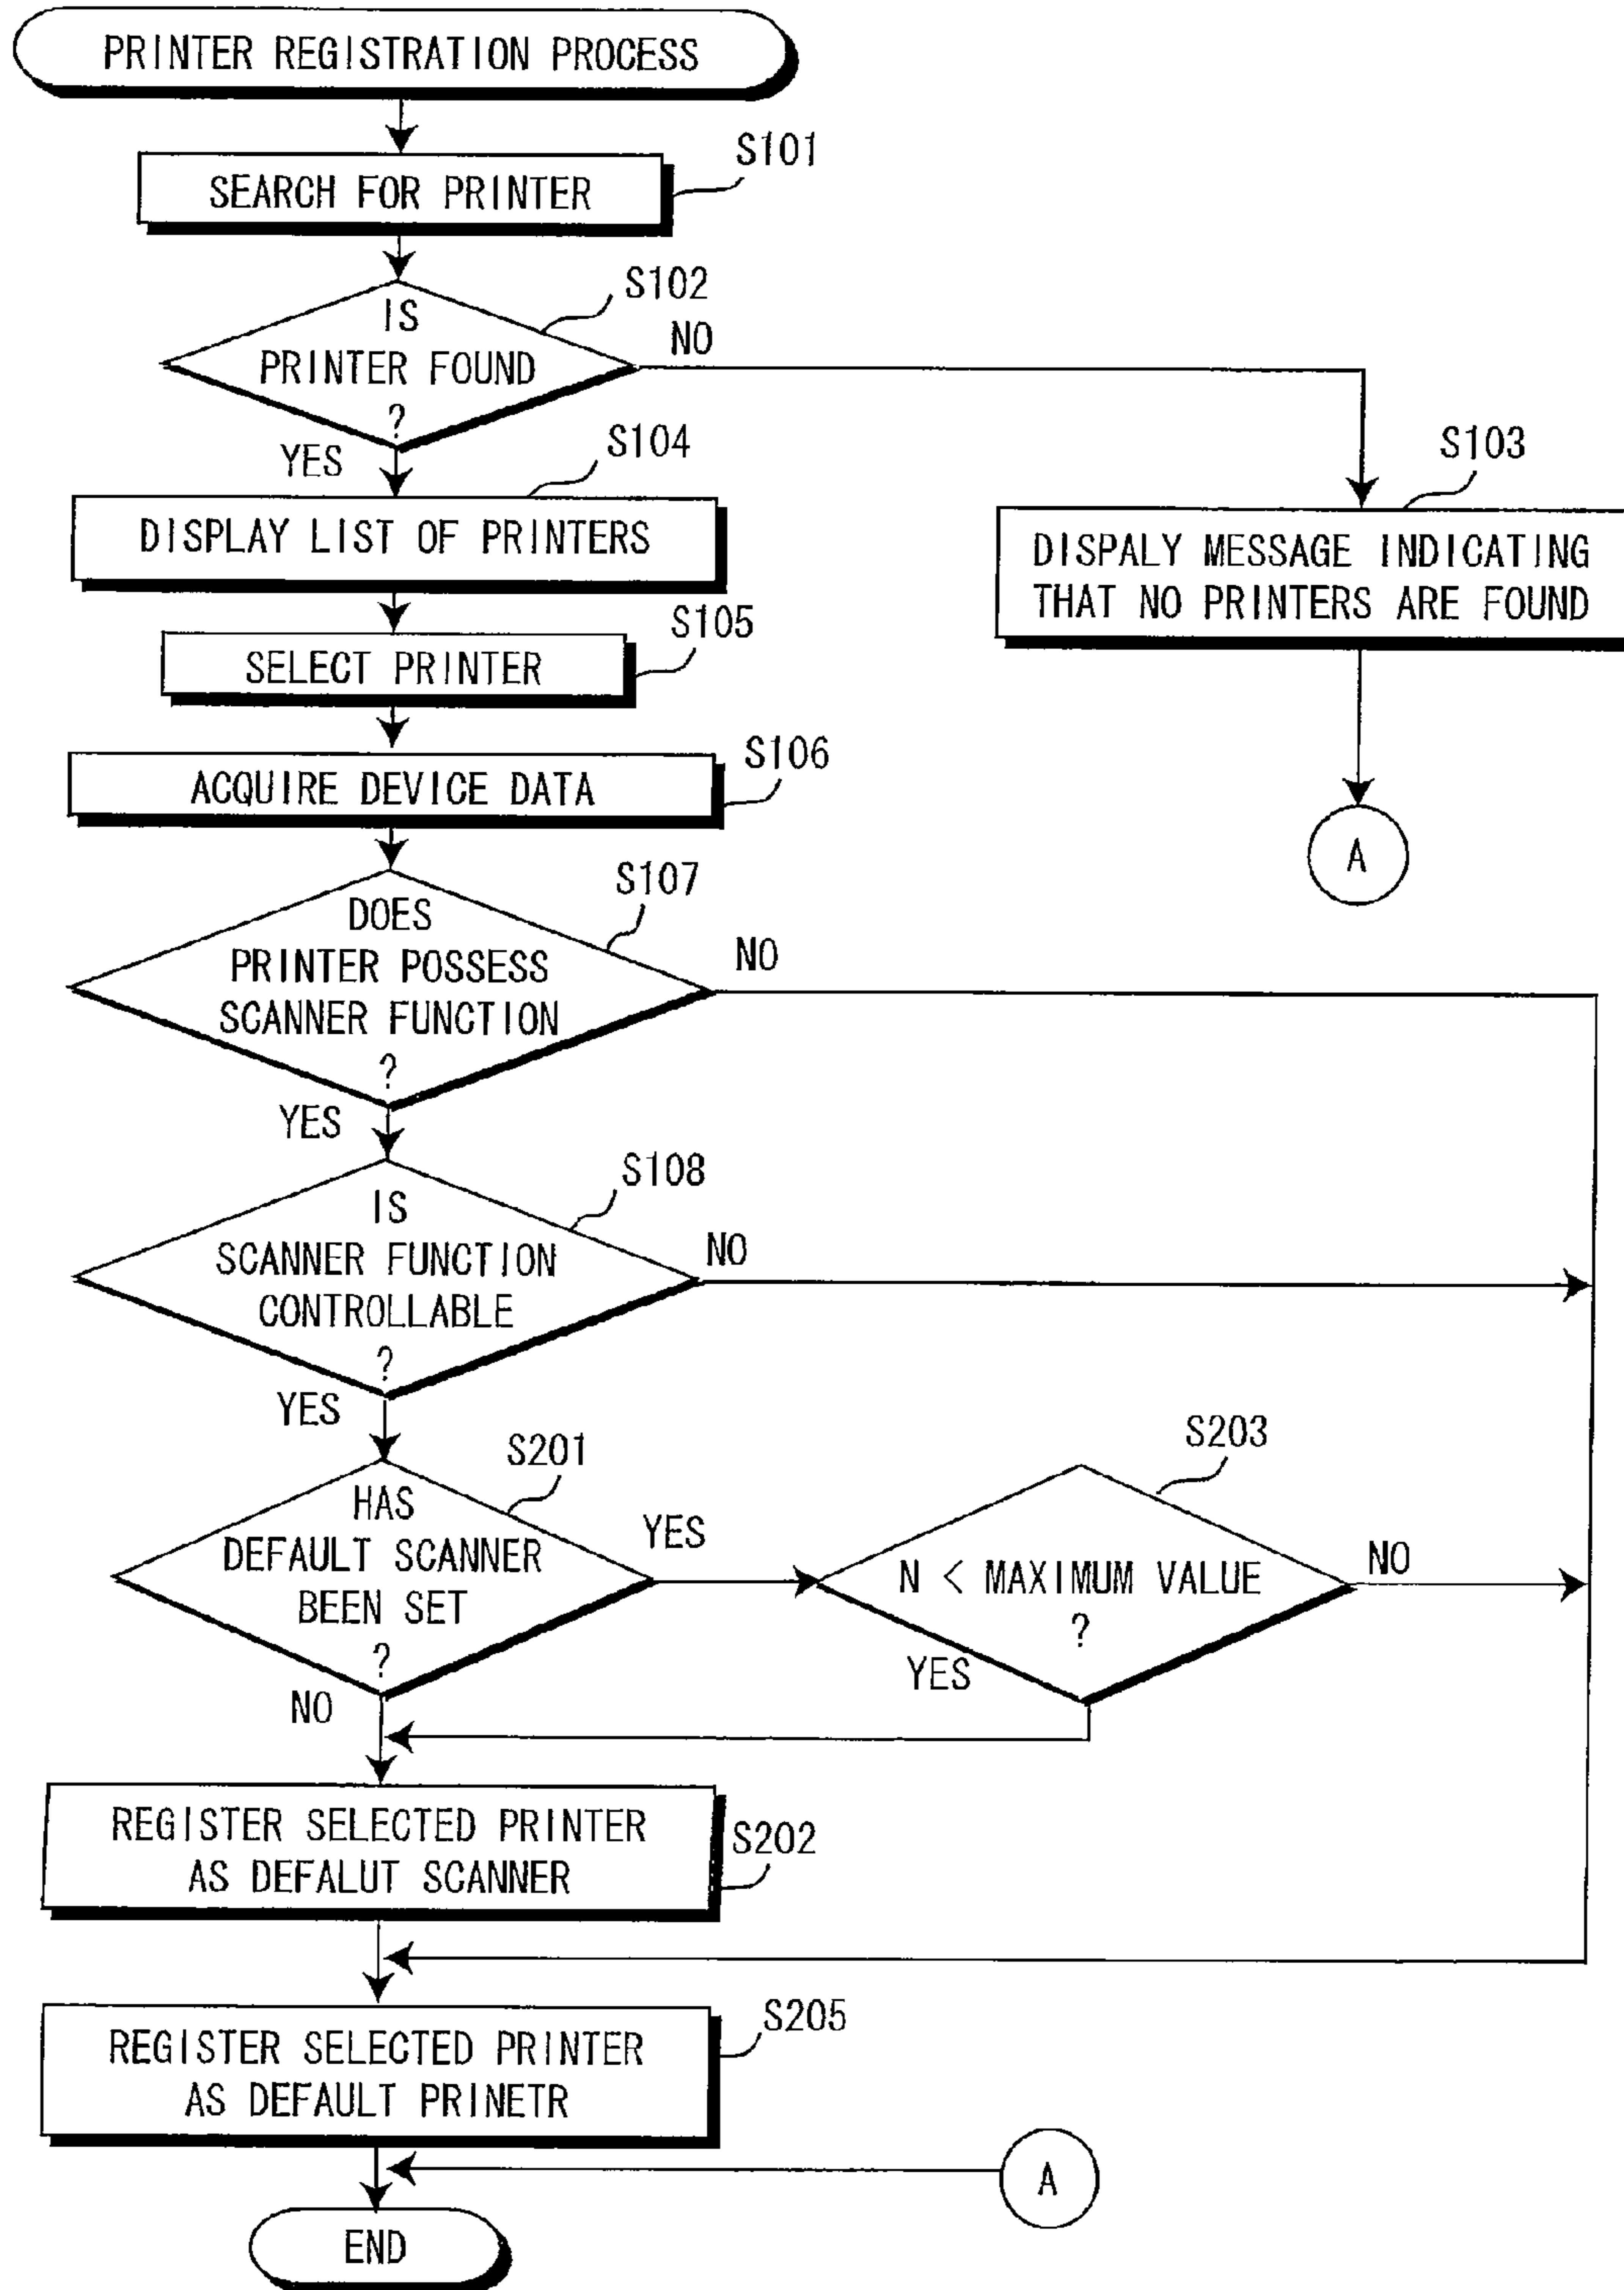 PRINTER REGISTRATION PROCESS
S101
SEARCH FOR PRINTER
S102
IS
PRINTER FOUND
?
NO
YES
S104
DISPLAY LIST OF PRINTERS
S103
DISPALY MESSAGE INDICATING
THAT NO PRINTERS ARE FOUND
S105
SELECT PRINTER
S106
ACQUIRE DEVICE DATA
A
S107
DOES
PRINTER POSSESS
SCANNER FUNCTION
?
NO
YES
S108
IS
SCANNER FUNCTION
CONTROLLABLE
?
NO
YES
S201
HAS
DEFAULT SCANNER
BEEN SET
?
YES
NO
S203
N < MAXIMUM VALUE
?
NO
YES
REGISTER SELECTED PRINTER
AS DEFALUT SCANNER
S202
REGISTER SELECTED PRINTER
AS DEFAULT PRINETR
S205
A
END